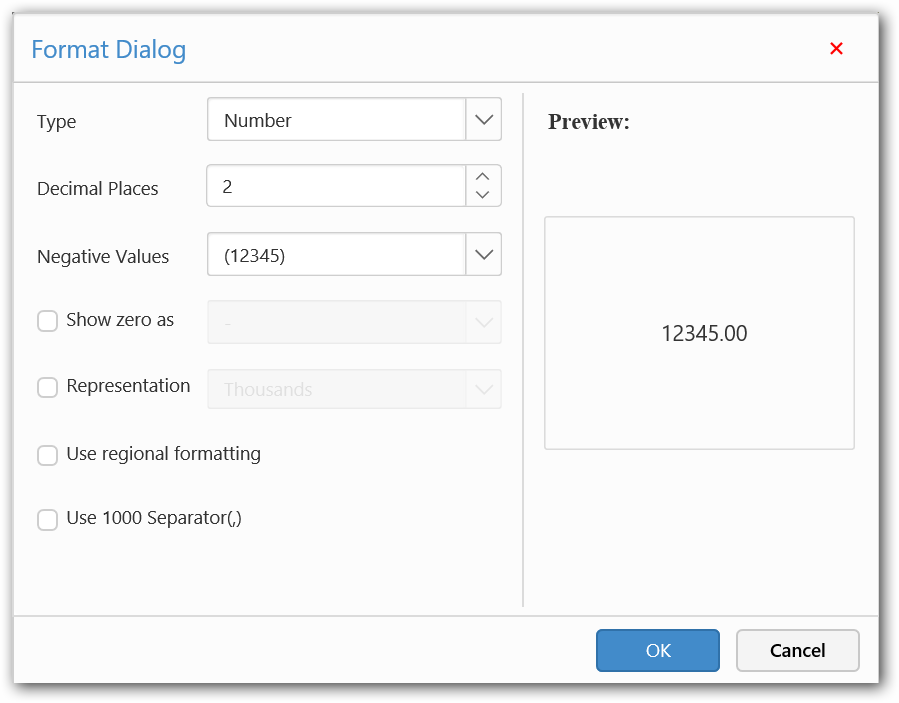 Format Dialog
Type
Number
Preview:
Decimal Places
2
Negative Values
(12345)
Show zero as
-
12345.00
Representation
Thousands
Use regional formatting
Use 1000 Separator(,)
OK
Cancel